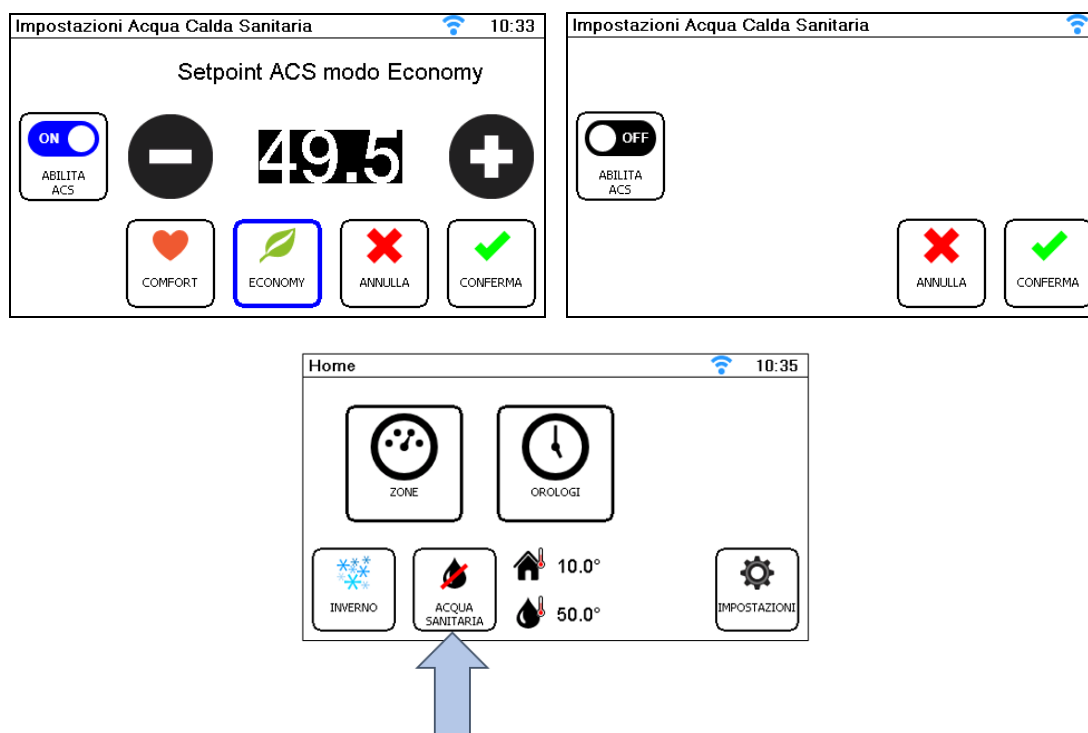 Impostazioni Acqua Calda Sanitaria 10:33
Setpoint ACS modo Economy
ON
49.5
ABILITA
ACS
COMFORT
ECONOMY
ANNULLA
CONFERMA
Impostazioni Acqua Calda Sanitaria
OFF
ABILITA
ACS
ANNULLA
CONFERMA
Home 10:35
ZONE
OROLOGI
10.0°
INVERNO
ACQUA
SANITARIA
50.0°
IMPOSTAZIONI